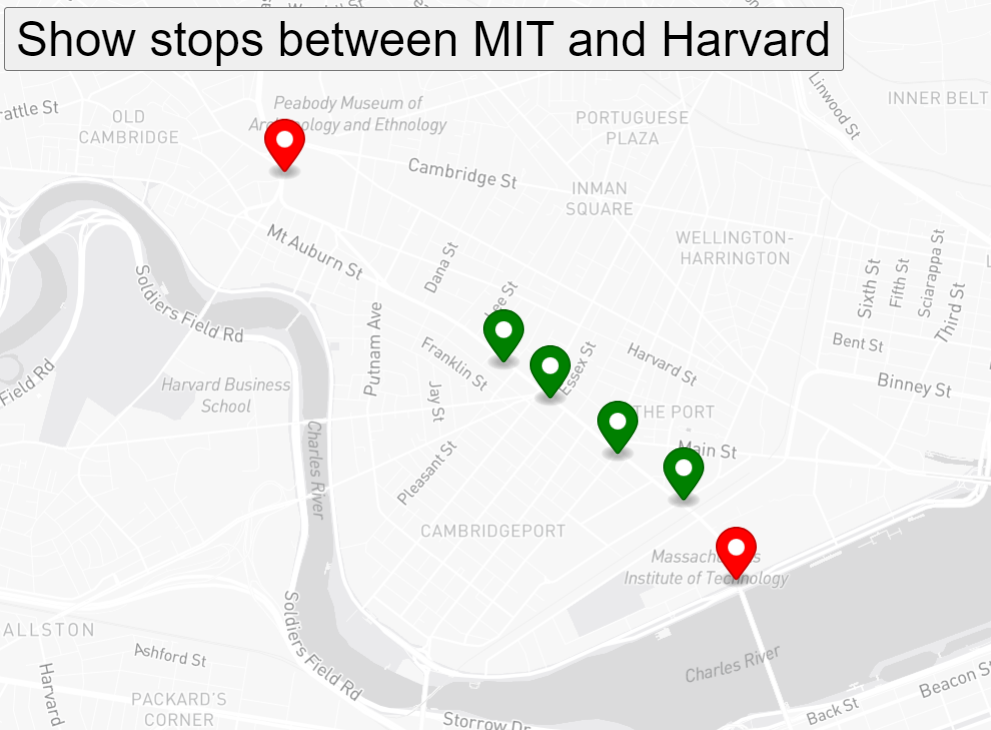 Show stops between MIT and Harvard
Linwood St
INNER BELT
Peabody Museum of
Archaeology and Ethnology
OLD
CAMBRIDGE
PORTUGUESE
PLAZA
rattle St
Cambridge St
INMAN
SQUARE
Mt Auburn St
Dana St
WELLINGTON-
HARRINGTON
Sixth St
Fifth St
Sciarappa St
Third St
Soldiers Field Rd
Lee St
Putnam Ave
Franklin St
Essex St
Harvard St
Bent St
Binney St
Field Rd
Harvard Business
School
Jay St
THE PORT
Main St
Charles River
Pleasant St
CAMBRIDGEPORT
Massachusetts
Institute of Technology
Soldiers Field Rd
ALLSTON
Ashford St
Harvard
PACKARD'S
CORNER
Charles River
Beacon St
Back St
Storrow Dr